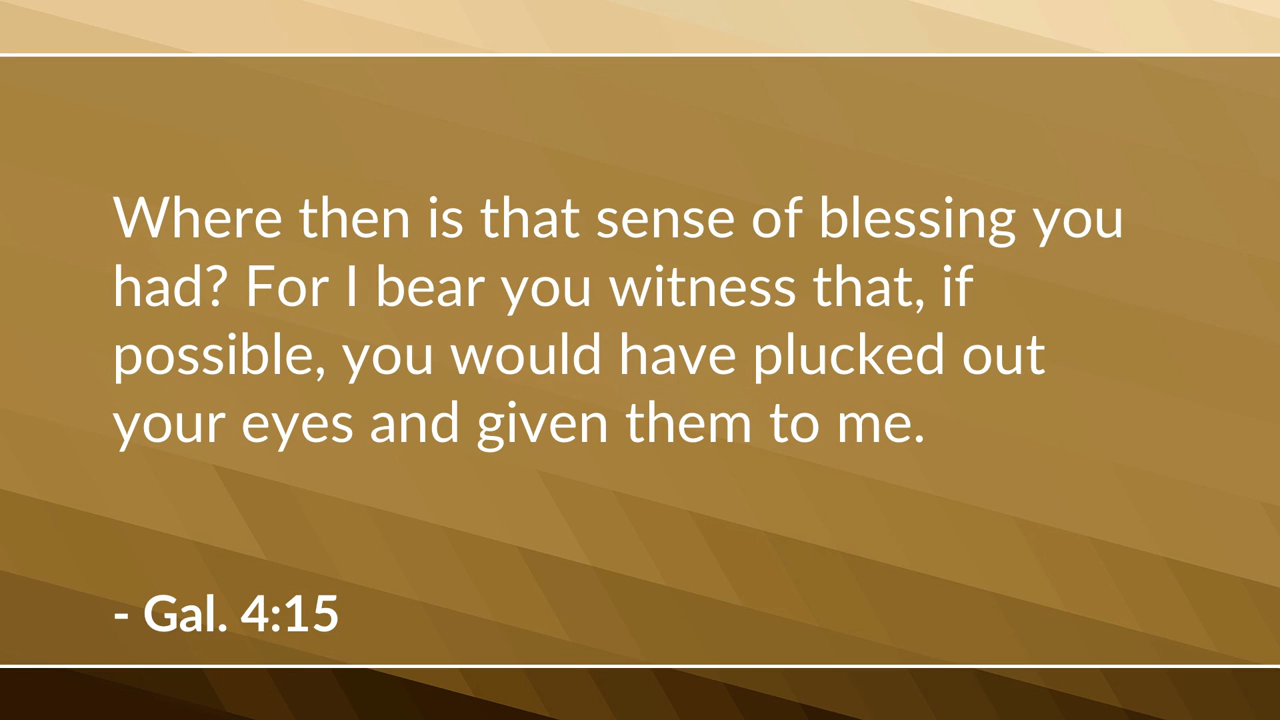 Where then is that sense of blessing you
had? For I bear you witness that, if
possible, you would have plucked out
your eyes and given them to me.
- Gal. 4:15